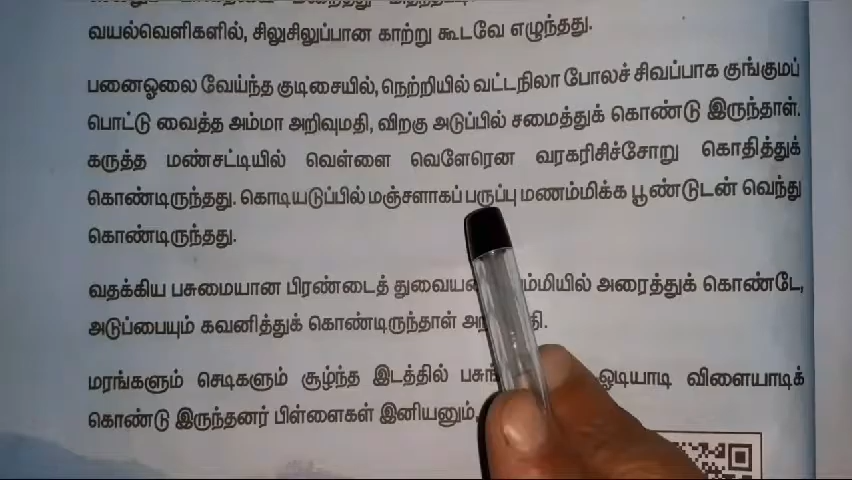 வயல்வெளிகளில், சிலுசிலுப்பான காற்று கூடவே எழுந்தது.
பனைஓலை வேய்ந்த குடிசையில், நெற்றியில் வட்டநிலா போலச் சிவப்பாக குங்குமப்
பொட்டு வைத்த அம்மா அறிவுமதி, விறகு அடுப்பில் சமைத்துக் கொண்டு இருந்தாள்.
கருத்த மண்சட்டியில் வெள்ளை வெளேரென வரகரிசிச்சோறு கொதித்துக்
கொண்டிருந்தது. கொடியடுப்பில் மஞ்சளாகப் பருப்பு மணம்மிக்க பூண்டுடன் வெந்து
கொண்டிருந்தது.
வதக்கிய பசுமையான பிரண்டைத் அரைத்துக் கொண்டே,
அடுப்பையும் கவனித்துக் கொண்டிருந்தாள்
மரங்களும் செடிகளும் சூழ்ந்த இடத்தில் ஓடியாடி விளையாடிக்
கொண்டு இருந்தனர் பிள்ளைகள் இனியனும்,